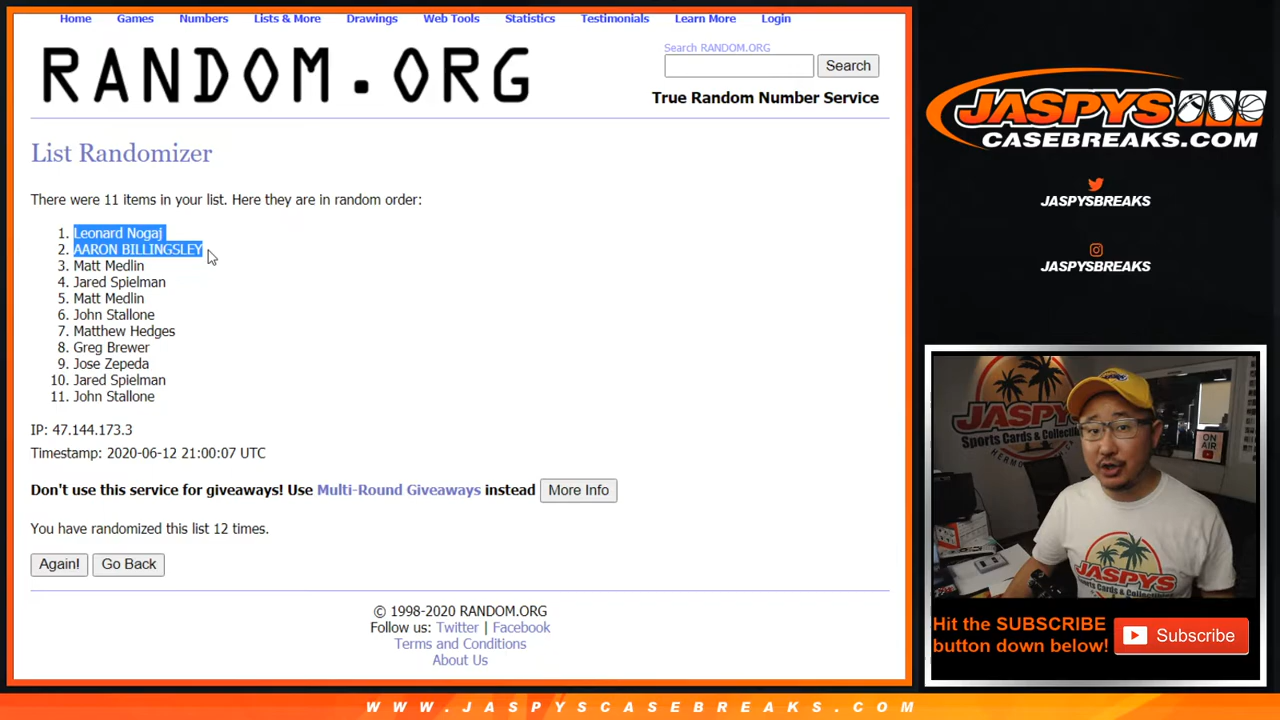 Home Games Numbers Lists & More Drawings Web Tools Statistics Testimonials Learn More Login
RANDOM.ORG
Search RANDOM.ORG
Search
True Random Number Service
List Randomizer
There were 11 items in your list. Here they are in random order:
1. Leonard Nogaj
2. AARON BILLINGSLEY
3. Matt Medlin
4. Jared Spielman
5. Matt Medlin
6. John Stallone
7. Matthew Hedges
8. Greg Brewer
9. Jose Zepeda
10. Jared Spielman
11. John Stallone
IP: 47.144.173.3
Timestamp: 2020-06-12 21:00:07 UTC
Don't use this service for giveaways! Use Multi-Round Giveaways instead More Info
You have randomized this list 12 times.
Again! Go Back
© 1998-2020 RANDOM.ORG
Follow us: Twitter | Facebook
Terms and Conditions
About Us
JASPYS
CASEBREAKS.COM
JASPYSBREAKS
JASPYSBREAKS
JASPYS
Sports Cards & Collectibles
ON AIR
JASPYS
Hit the SUBSCRIBE
button down below!
Subscribe
WWW.JASPYSCASEBREAKS.COM